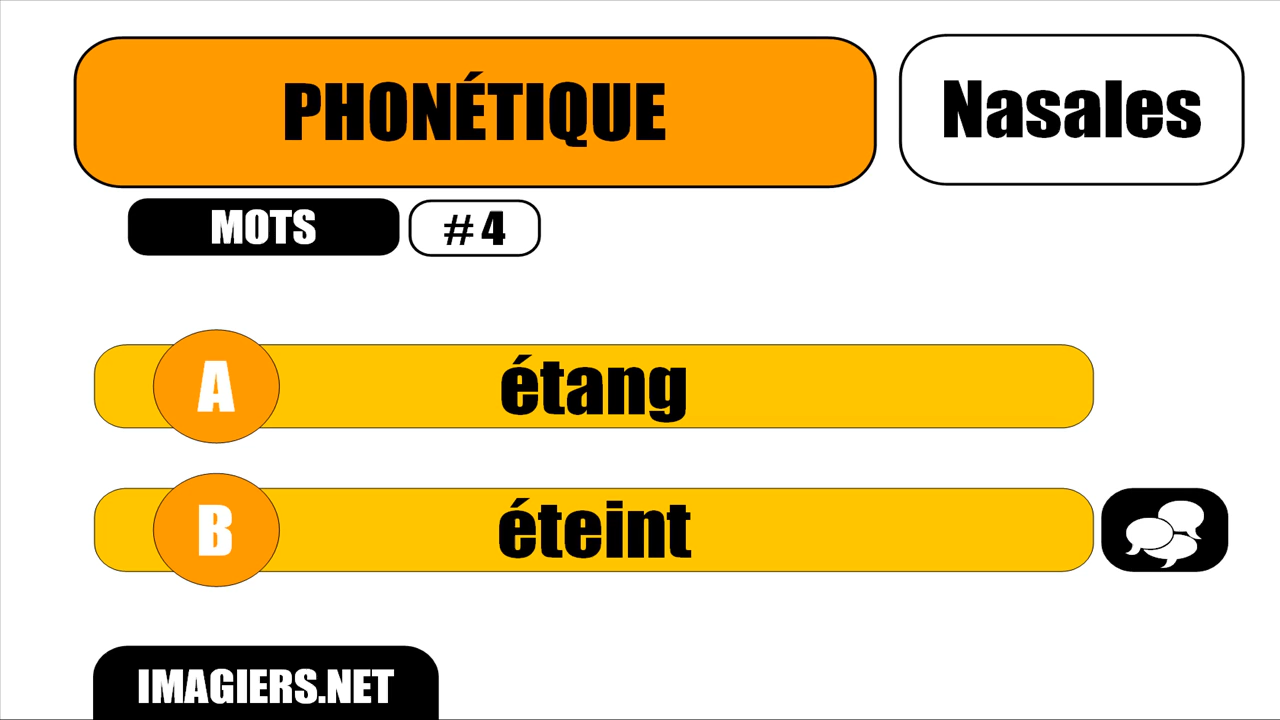 PHONÉTIQUE
Nasales
MOTS
# 4
A
étang
B
éteint
IMAGIERS.NET